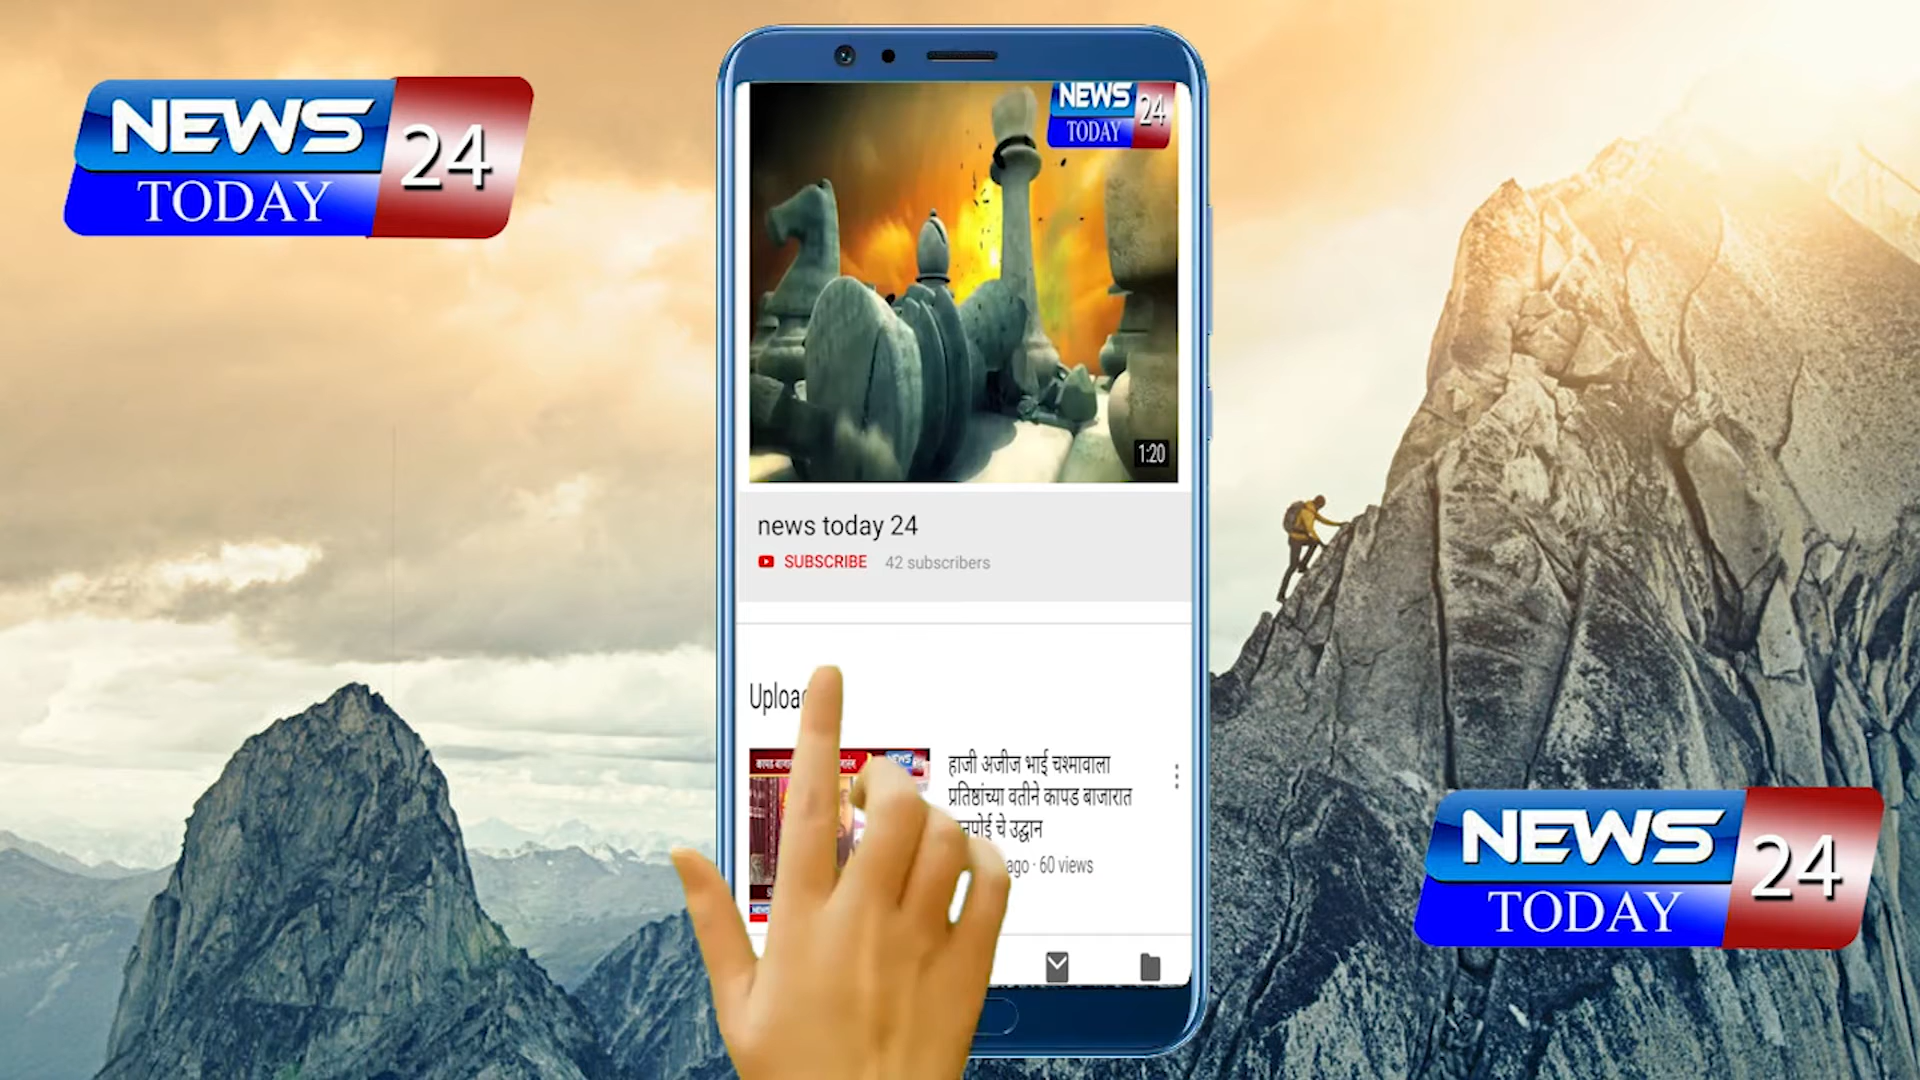 NEWS
TODAY
24
NEWS
TODAY
24
1:20
news today 24
SUBSCRIBE 42 subscribers
हाजी अजीज भाई चश्मावाला
प्रतिष्ठांच्या वतीने कापड बाजारात
चे उद्घान
ago · 60 views
NEWS
TODAY
24